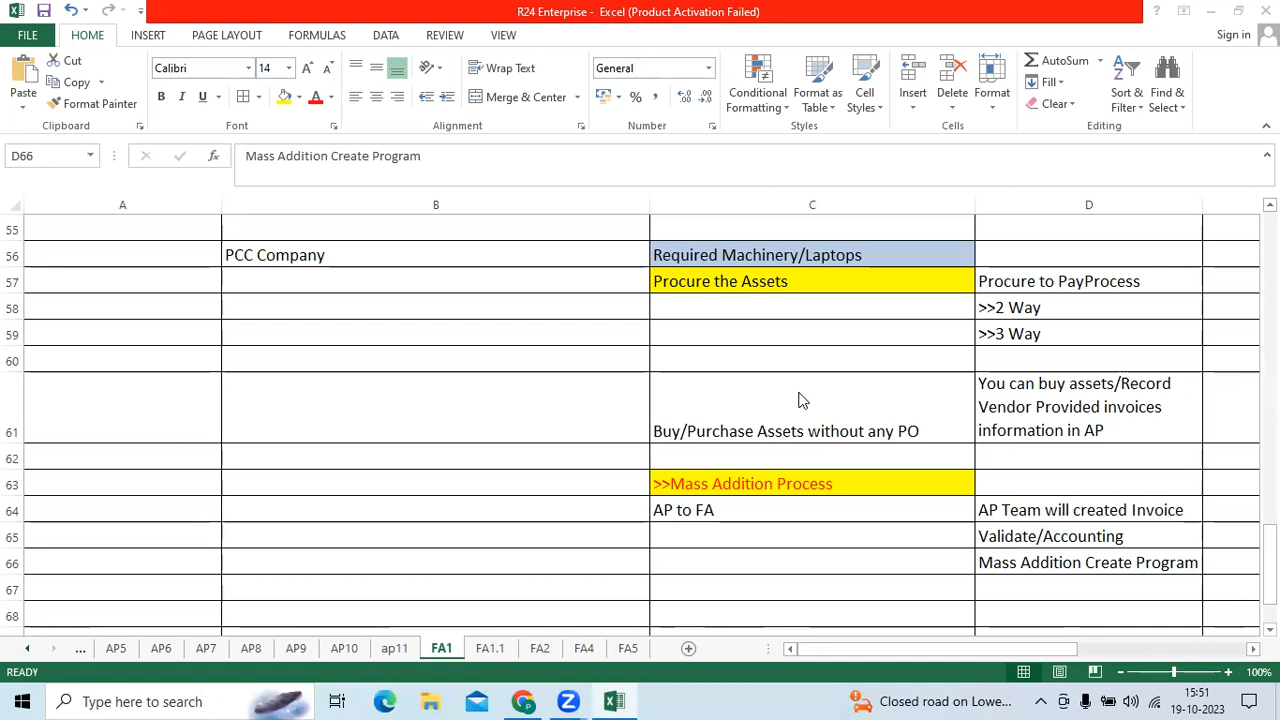 R24 Enterprise - Excel (Product Activation Failed)
FILE HOME INSERT PAGE LAYOUT FORMULAS DATA REVIEW VIEW Sign in
Paste Cut Copy Format Painter Clipboard
Calibri 14 B I U Font
Wrap Text Merge & Center Alignment
General % Number
Conditional Formatting Format as Table Cell Styles Styles
Insert Delete Format Cells
AutoSum Fill Clear Sort & Filter Find & Select Editing
D66 fx Mass Addition Create Program
A B C D
55
56 PCC Company Required Machinery/Laptops
57 Procure the Assets Procure to PayProcess
58 >>2 Way
59 >>3 Way
60
You can buy assets/Record
Vendor Provided invoices
61 Buy/Purchase Assets without any PO information in AP
62
63 >>Mass Addition Process
64 AP to FA AP Team will created Invoice
65 Validate/Accounting
66 Mass Addition Create Program
67
68
... AP5 AP6 AP7 AP8 AP9 AP10 ap11 FA1 FA1.1 FA2 FA4 FA5
READY 100%
Type here to search Closed road on Lowe... 15:51
19-10-2023